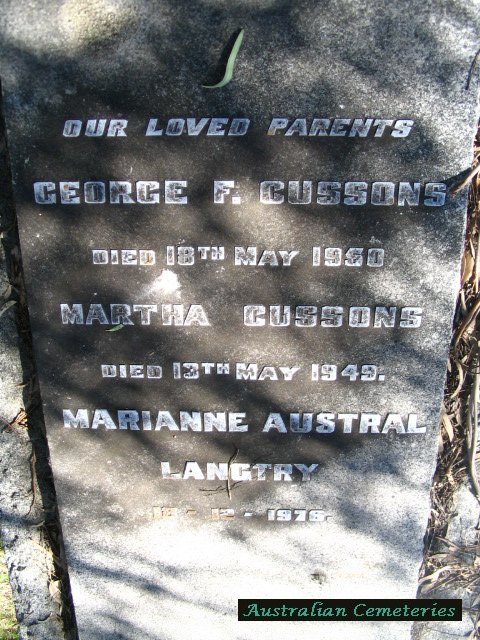 OUR LOVED PARENTS
GEORGE F. CUSSONS
DIED 18TH MAY
MARTHA CUSSONS
DIED 13TH MAY 1949.
MARIANNE AUSTRAL
LANGTRY
Australian Cemeteries